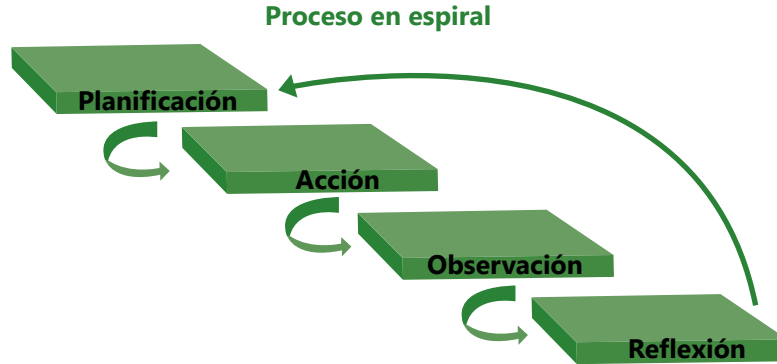 Proceso en espiral
Planificación
Acción
Observación
Reflexión